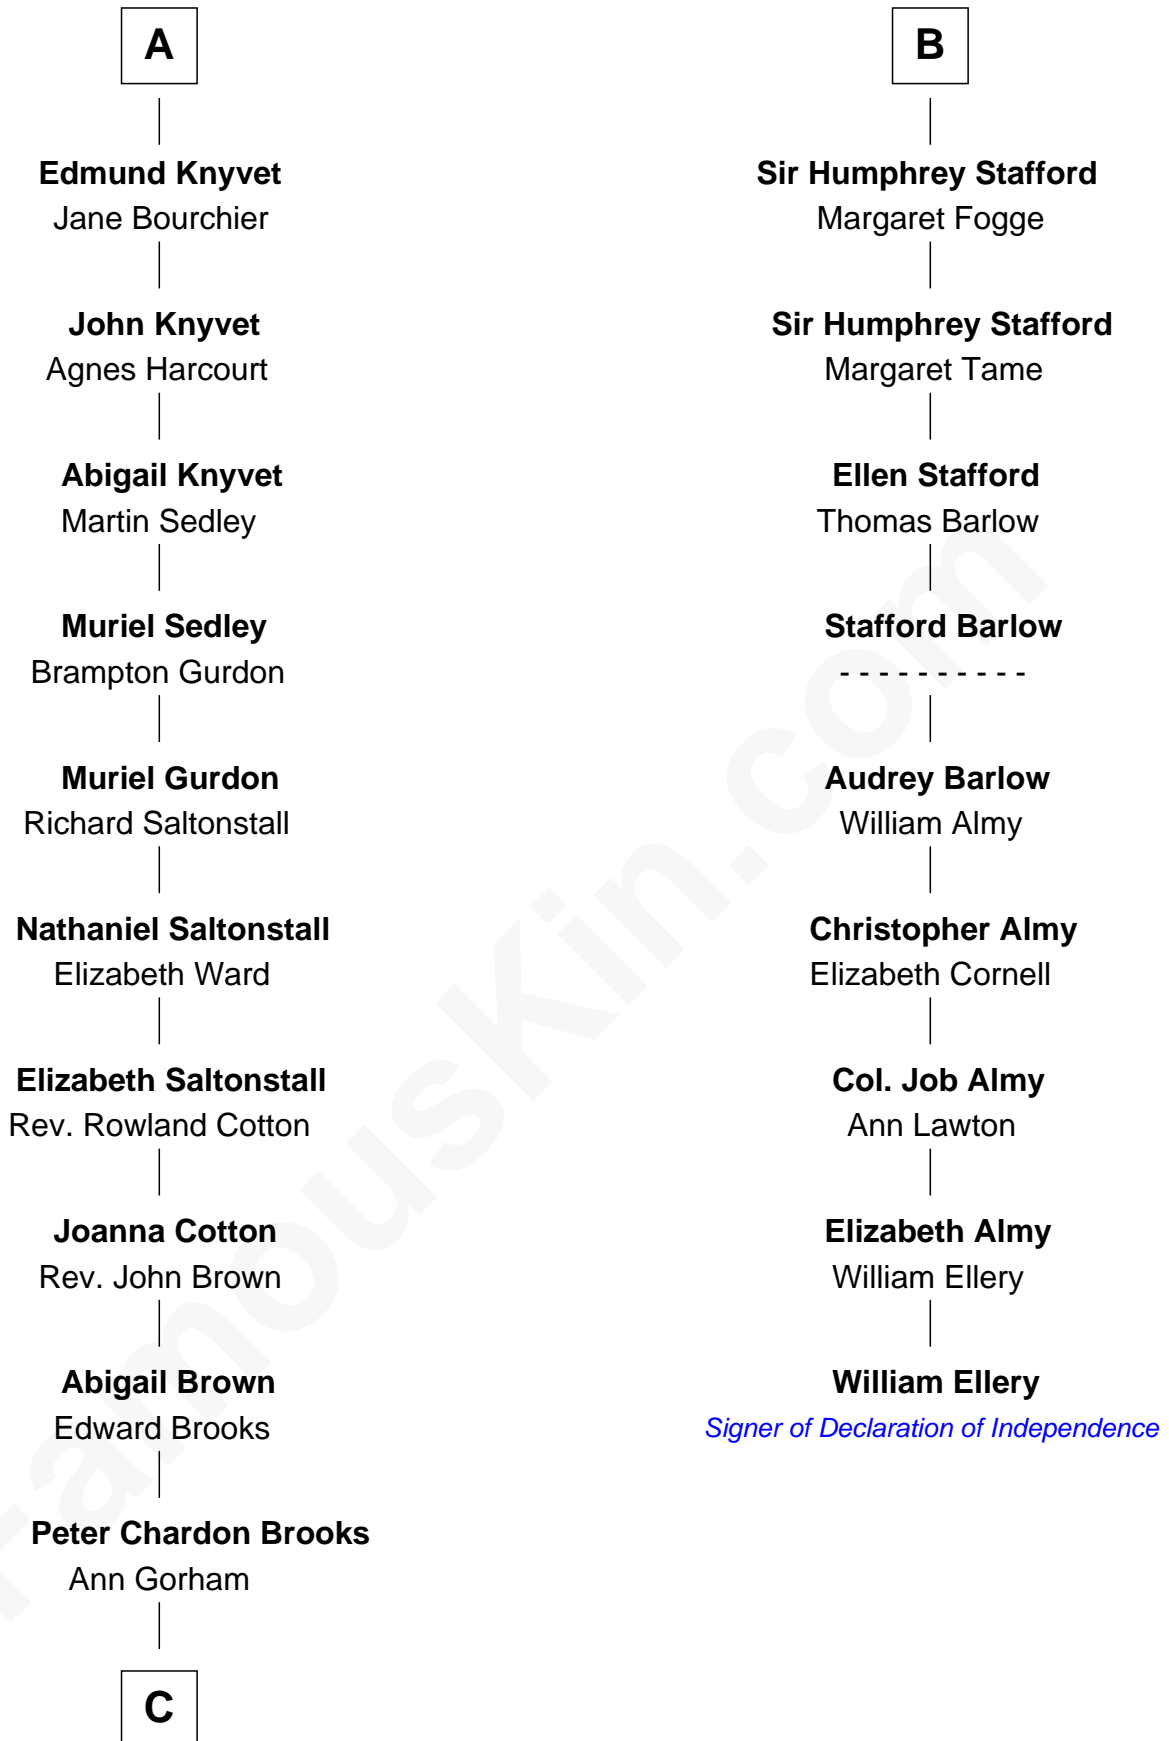 A
Edmund Knyvet
Jane Bourchier
John Knyvet
Agnes Harcourt
Abigail Knyvet
Martin Sedley
Muriel Sedley
Brampton Gurdon
Muriel Gurdon
Richard Saltonstall
Nathaniel Saltonstall
Elizabeth Ward
Elizabeth Saltonstall
Rev. Rowland Cotton
Joanna Cotton
Rev. John Brown
Abigail Brown
Edward Brooks
Peter Chardon Brooks
Ann Gorham
C
B
Sir Humphrey Stafford
Margaret Fogge
Sir Humphrey Stafford
Margaret Tame
Ellen Stafford
Thomas Barlow
Stafford Barlow
- - - - - - - - - -
Audrey Barlow
William Almy
Christopher Almy
Elizabeth Cornell
Col. Job Almy
Ann Lawton
Elizabeth Almy
William Ellery
William Ellery
Signer of Declaration of Independence
FamousKin.com